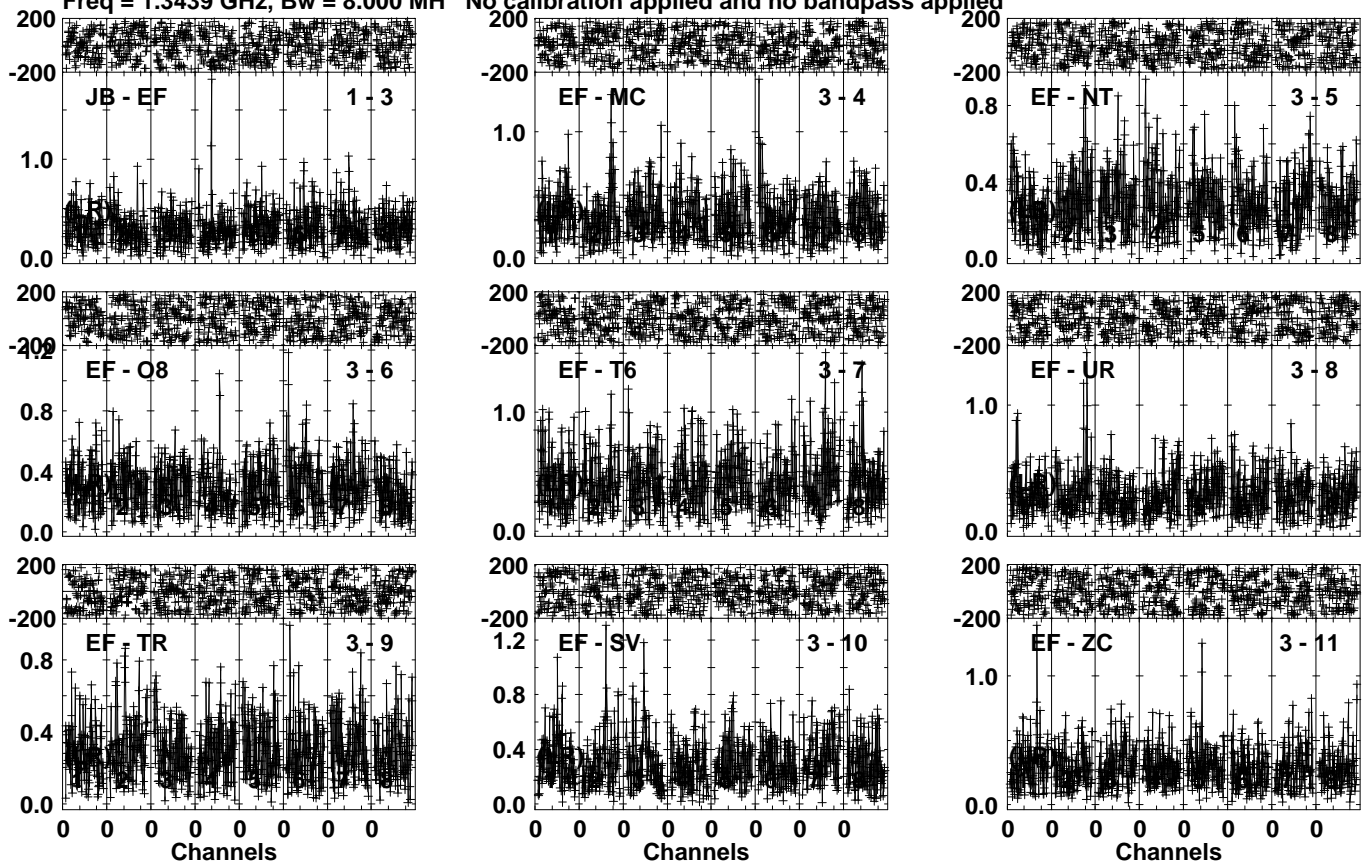 Freq = 1.3439 GHz, Bw = 8.000 MH No calibration applied and no bandpass applied
200 200 200
-200 -200 -200
JB - EF 1 - 3 EF - MC 3 - 4 EF - NT 3 - 5
1.0 1.0 0.8
0.4
0.0 0.0 0.0
200 200 200
-200 -200 -200
1.2
EF - O8 3 - 6 EF - T6 3 - 7 EF - UR 3 - 8
0.8 1.0 1.0
0.4
0.0 0.0 0.0
200 200 200
-200 -200 -200
EF - TR 3 - 9 EF - SV 3 - 10 EF - ZC 3 - 11
0.8 1.2 1.0
0.8
0.4 0.4
0.0 0.0 0.0
0 0 0 0 0 0 0 0 0 0 0 0 0 0 0 0 0 0 0 0 0 0 0 0
Channels Channels Channels